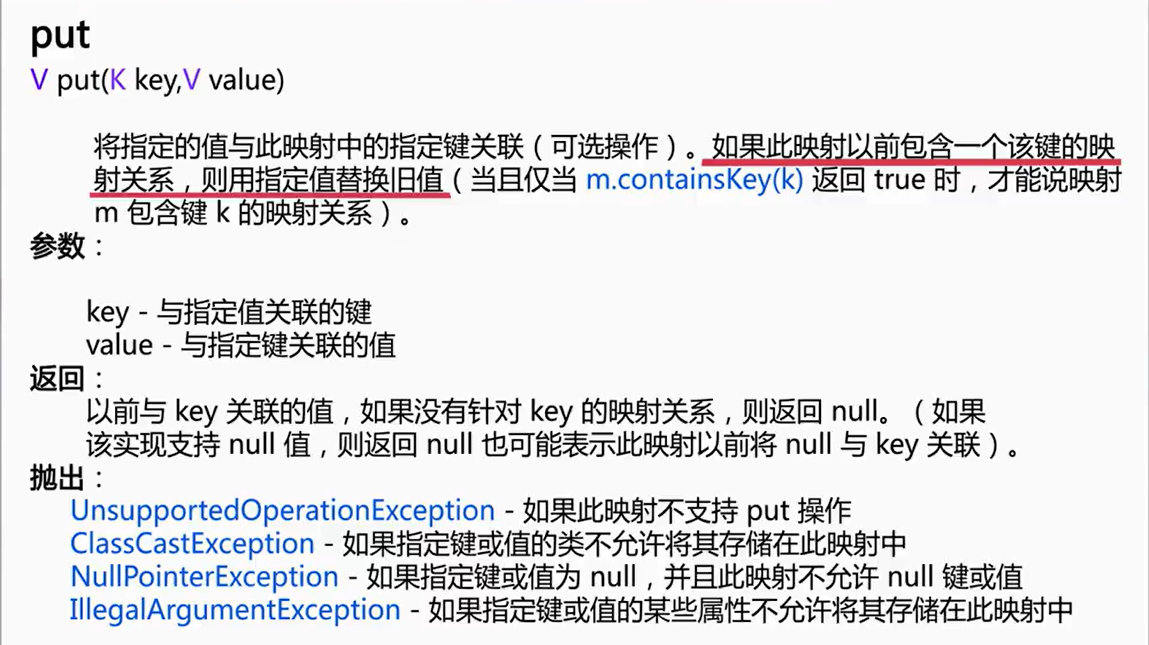 put
V put(K key,V value)
将指定的值与此映射中的指定键关联（可选操作）。如果此映射以前包含一个该键的映
射关系，则用指定值替换旧值（当且仅当 m.containsKey(k) 返回 true 时，才能说映射
m 包含键 k 的映射关系）。
参数：
key - 与指定值关联的键
value - 与指定键关联的值
返回：
以前与 key 关联的值，如果没有针对 key 的映射关系，则返回 null。（如果
该实现支持 null 值，则返回 null 也可能表示此映射以前将 null 与 key 关联）。
抛出：
UnsupportedOperationException - 如果此映射不支持 put 操作
ClassCastException - 如果指定键或值的类不允许将其存储在此映射中
NullPointerException - 如果指定键或值为 null，并且此映射不允许 null 键或值
IllegalArgumentException - 如果指定键或值的某些属性不允许将其存储在此映射中